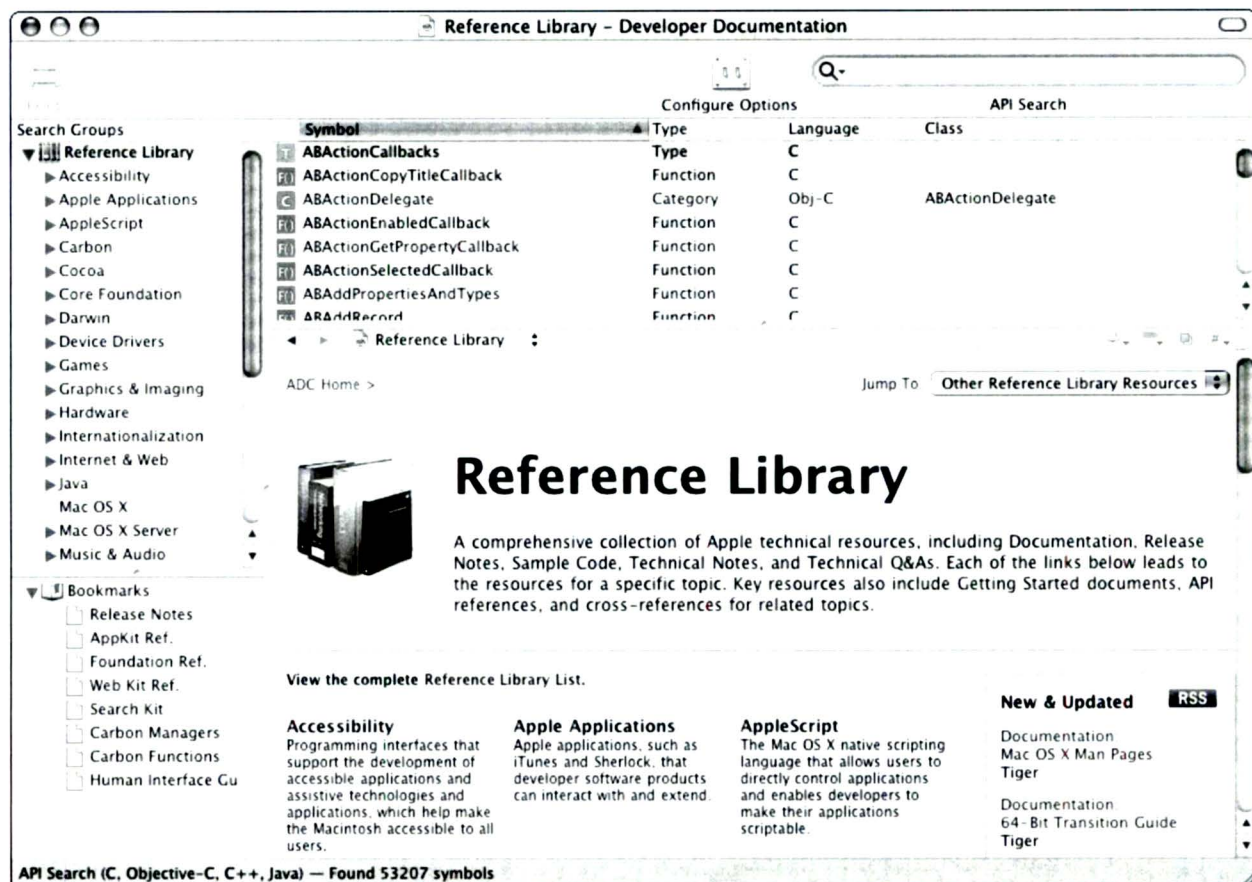 Reference Library – Developer Documentation
Configure Options
API Search
Search Groups
Reference Library
Accessibility
Apple Applications
AppleScript
Carbon
Cocoa
Core Foundation
Darwin
Device Drivers
Games
Graphics & Imaging
Hardware
Internationalization
Internet & Web
Java
Mac OS X
Mac OS X Server
Music & Audio
Bookmarks
Release Notes
AppKit Ref.
Foundation Ref.
Web Kit Ref.
Search Kit
Carbon Managers
Carbon Functions
Human Interface Gu
Symbol Type Language Class
T ABActionCallbacks Type C
F() ABActionCopyTitleCallback Function C
C ABActionDelegate Category Obj-C ABActionDelegate
F() ABActionEnabledCallback Function C
F() ABActionGetPropertyCallback Function C
F() ABActionSelectedCallback Function C
F() ABAddPropertiesAndTypes Function C
F() ABAddRecord Function C
Reference Library
ADC Home >
Jump To Other Reference Library Resources
Reference Library
A comprehensive collection of Apple technical resources, including Documentation, Release
Notes, Sample Code, Technical Notes, and Technical Q&As. Each of the links below leads to
the resources for a specific topic. Key resources also include Getting Started documents, API
references, and cross-references for related topics.
View the complete Reference Library List.
Accessibility
Programming interfaces that
support the development of
accessible applications and
assistive technologies and
applications, which help make
the Macintosh accessible to all
users.
Apple Applications
Apple applications, such as
iTunes and Sherlock, that
developer software products
can interact with and extend.
AppleScript
The Mac OS X native scripting
language that allows users to
directly control applications
and enables developers to
make their applications
scriptable.
New & Updated RSS
Documentation
Mac OS X Man Pages
Tiger
Documentation
64-Bit Transition Guide
Tiger
API Search (C, Objective-C, C++, Java) — Found 53207 symbols